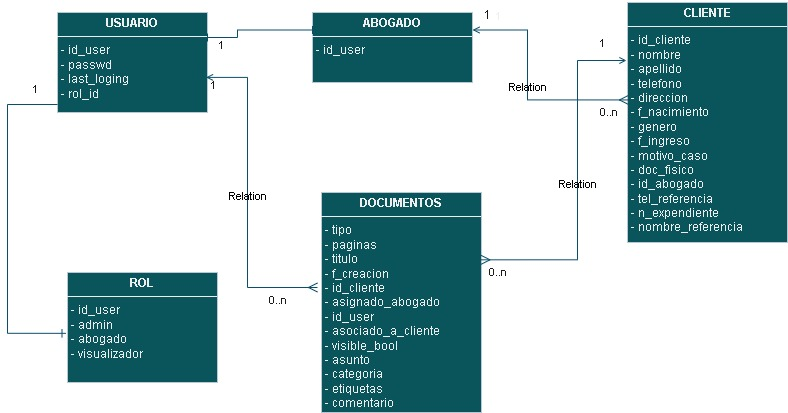 USUARIO
- id_user
- passwd
- last_loging
- rol_id
1
1
1
ABOGADO
- id_user
1
Relation
0..n
CLIENTE
- id_cliente
- nombre
- apellido
- telefono
- direccion
- f_nacimiento
- genero
- f_ingreso
- motivo_caso
- doc_fisico
- id_abogado
- tel_referencia
- n_expendiente
- nombre_referencia
1
Relation
0..n
Relation
0..n
DOCUMENTOS
- tipo
- paginas
- titulo
- f_creacion
- id_cliente
- asignado_abogado
- id_user
- asociado_a_cliente
- visible_bool
- asunto
- categoria
- etiquetas
- comentario
ROL
- id_user
- admin
- abogado
- visualizador